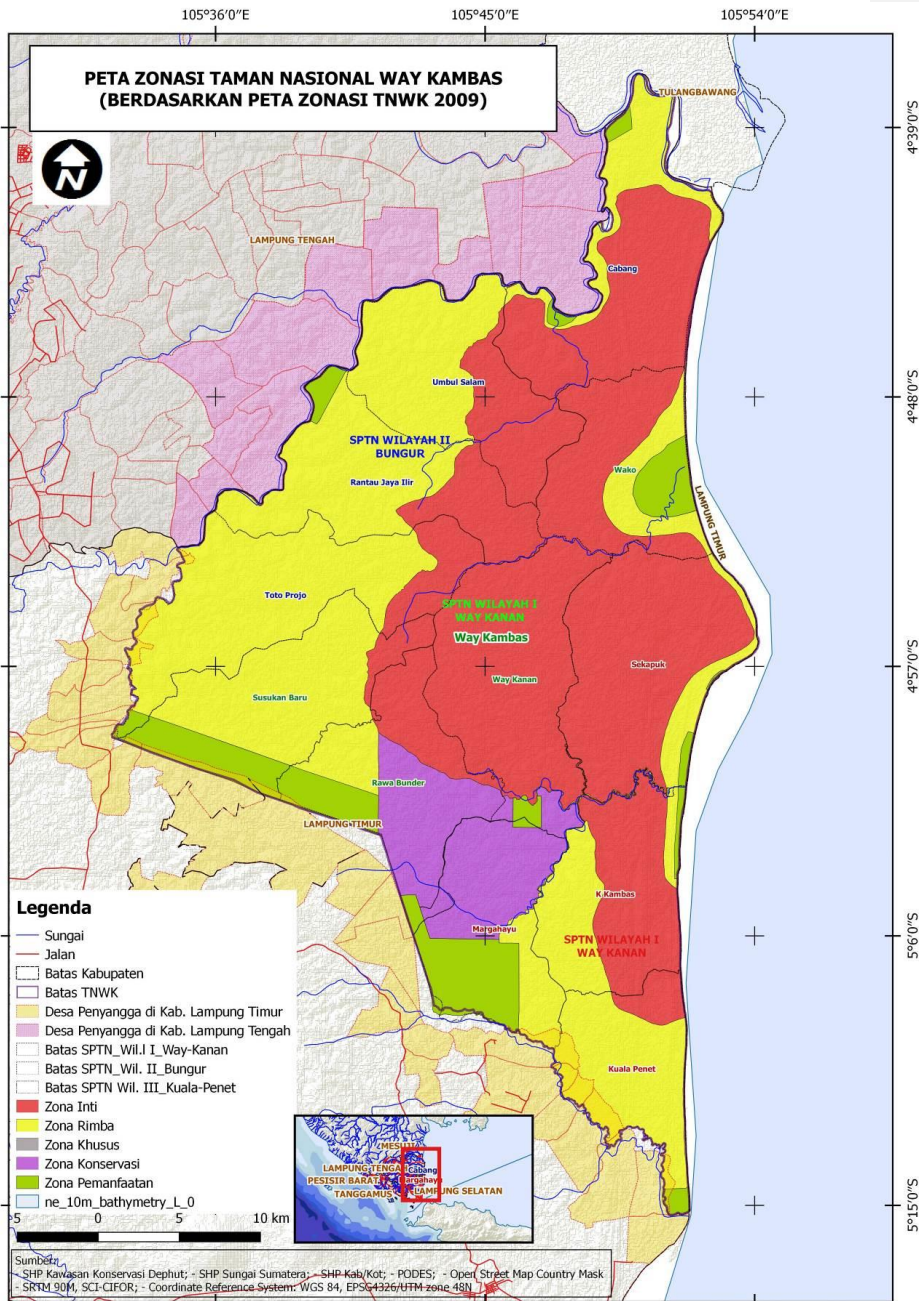 105°36'0"E
105°45'0"E
105°54'0"E
PETA ZONASI TAMAN NASIONAL WAY KAMBAS
(BERDASARKAN PETA ZONASI TNWK 2009)
N
TULANGBAWANG
4°39'0"S
LAMPUNG TENGAH
Cabang
Umbul Salam
4°48'0"S
SPTN WILAYAH II
BUNGUR
Wako
Rantau Jaya Ilir
LAMPUNG TIMUR
Toto Projo
SPTN WILAYAH I
WAY KANAN
Way Kambas
Sekapuk
4°57'0"S
Way Kanan
Susukan Baru
Rawa Bunder
LAMPUNG TIMUR
K Kambas
Margahayu
SPTN WILAYAH I
WAY KANAN
5°6'0"S
Kuala Penet
5°15'0"S
Legenda
Sungai
Jalan
Batas Kabupaten
Batas TNWK
Desa Penyangga di Kab. Lampung Timur
Desa Penyangga di Kab. Lampung Tengah
Batas SPTN_Wil.l I_Way-Kanan
Batas SPTN_Wil. II_Bungur
Batas SPTN Wil. III_Kuala-Penet
Zona Inti
Zona Rimba
Zona Khusus
Zona Konservasi
Zona Pemanfaatan
ne_10m_bathymetry_L_0
5 0 5 10 km
MESUJI
LAMPUNG TENGAH
Cabang
PESISIR BARAT
Margahayu
TANGGAMUS
LAMPUNG SELATAN
Sumber:
- SHP Kawasan Konservasi Dephut; - SHP Sungai Sumatera; - SHP Kab/Kot; - PODES; - Open Street Map Country Mask
- SRTM 90M, SCI-CIFOR; - Coordinate Reference System: WGS 84, EPSG4326/UTM zone 48N